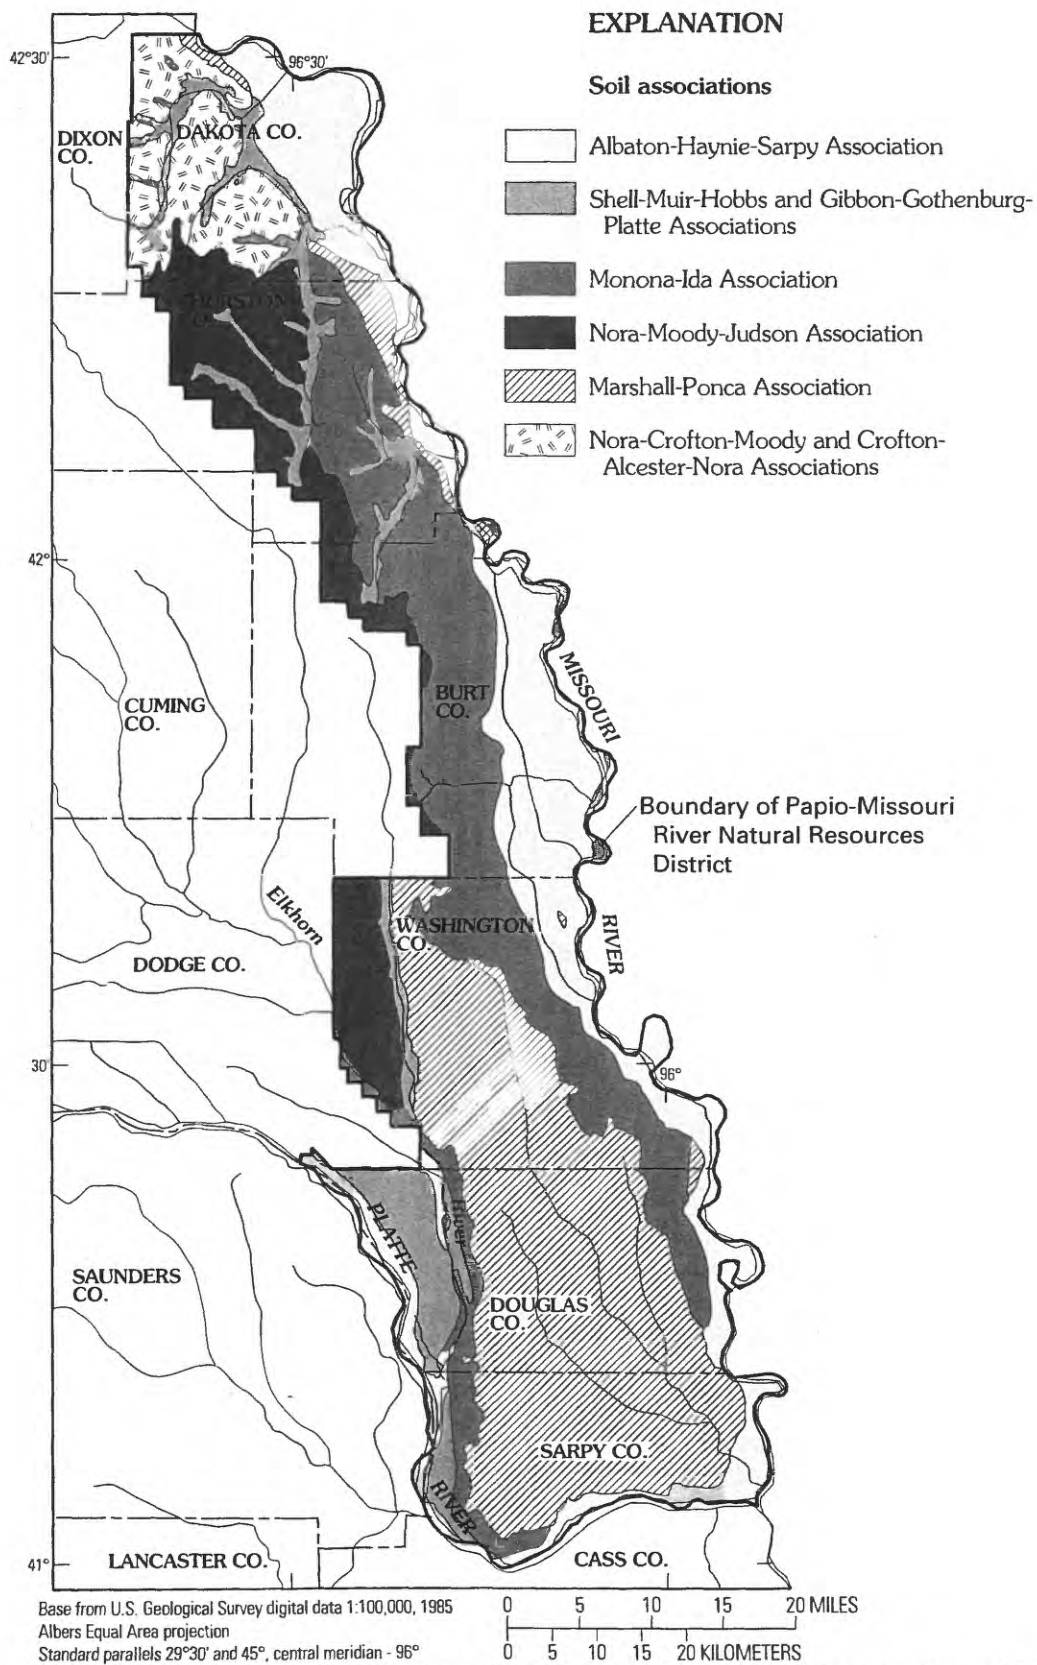 EXPLANATION
Soil associations
Albaton-Haynie-Sarpy Association
Shell-Muir-Hobbs and Gibbon-Gothenburg-
Platte Associations
Monona-Ida Association
Nora-Moody-Judson Association
Marshall-Ponca Association
Nora-Crofton-Moody and Crofton-
Alcester-Nora Associations
42°30'
96°30'
DIXON
CO.
DAKOTA CO.
THURSTON
42°
CUMING
CO.
BURT
CO.
MISSOURI
RIVER
Boundary of Papio-Missouri
River Natural Resources
District
Elkhorn
River
DODGE CO.
WASHINGTON
CO.
30'
96°
PLATTE
RIVER
SAUNDERS
CO.
DOUGLAS
CO.
SARPY CO.
41°
LANCASTER CO.
CASS CO.
Base from U.S. Geological Survey digital data 1:100,000, 1985
Albers Equal Area projection
Standard parallels 29°30' and 45°, central meridian - 96°
0 5 10 15 20 MILES
0 5 10 15 20 KILOMETERS